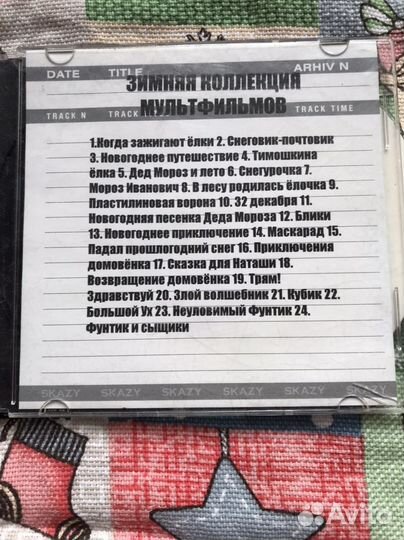 DATE TITLE ARHIV N
ЗИМНЯЯ КОЛЛЕКЦИЯ
МУЛЬТФИЛЬМОВ
TRACK N TRACK TRACK TIME
1.Когда зажигают ёлки 2. Снеговик-почтовик
3. Новогоднее путешествие 4. Тимошкина
ёлка 5. Дед Мороз и лето 6. Снегурочка 7.
Мороз Иванович 8. В лесу родилась ёлочка 9.
Пластилиновая ворона 10. 32 декабря 11.
Новогодняя песенка Деда Мороза 12. Блики
13. Новогоднее приключение 14. Маскарад 15.
Падал прошлогодний снег 16. Приключения
домовёнка 17. Сказка для Наташи 18.
Возвращение домовёнка 19. Трям!
Здравствуй 20. Злой волшебник 21. Кубик 22.
Большой Ух 23. Неуловимый Фунтик 24.
Фунтик и сыщики
SKAZY SKAZY SKAZY SKAZY SKAZY SKAZY
Avito